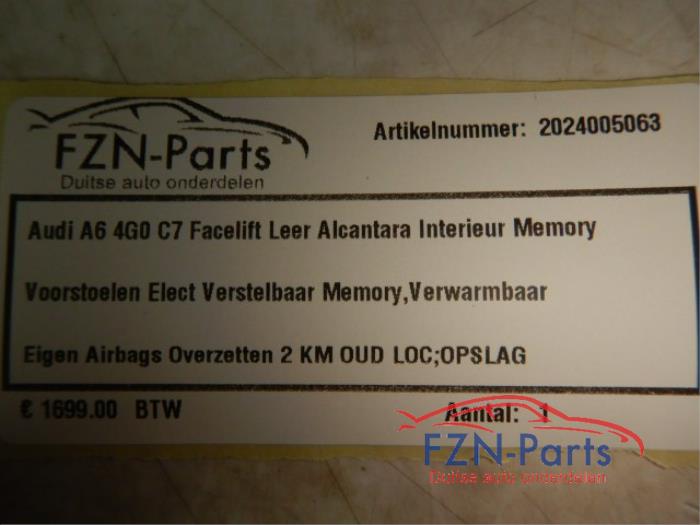 FZN-Parts
Duitse auto onderdelen
Artikelnummer: 2024005063
Audi A6 4G0 C7 Facelift Leer Alcantara Interieur Memory
Voorstoelen Elect Verstelbaar Memory,Verwarmbaar
Eigen Airbags Overzetten 2 KM OUD LOC;OPSLAG
€ 1699.00 BTW
Aantal: 1
FZN-Parts
Duitse auto onderdelen